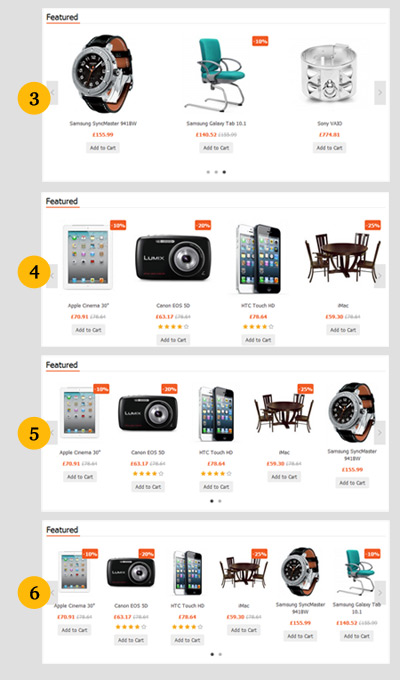 Featured
3
-10%
Samsung SyncMaster 941BW
Samsung Galaxy Tab 10.1
Sony VAIO
£155.99
£140.52 £155.99
£774.81
Add to Cart
Add to Cart
Add to Cart
Featured
4
-10%
-20%
-25%
LUMIX
Apple Cinema 30"
Canon EOS 5D
HTC Touch HD
iMac
£70.91 £78.64
£63.17 £78.64
£78.64
£59.30 £78.64
Add to Cart
Add to Cart
Add to Cart
Add to Cart
Featured
5
-10%
-20%
-25%
LUMIX
Apple Cinema 30"
Canon EOS 5D
HTC Touch HD
iMac
Samsung SyncMaster
941BW
£70.91 £78.64
£63.17 £78.64
£78.64
£59.30 £78.64
£155.99
Add to Cart
Add to Cart
Add to Cart
Add to Cart
Add to Cart
Featured
6
-10%
-20%
-25%
-10%
LUMIX
Apple Cinema 30"
Canon EOS 5D
HTC Touch HD
iMac
Samsung SyncMaster
941BW
Samsung Galaxy Tab
10.1
£70.91 £78.64
£63.17 £78.64
£78.64
£59.30 £78.64
£155.99
£140.52 £155.99
Add to Cart
Add to Cart
Add to Cart
Add to Cart
Add to Cart
Add to Cart